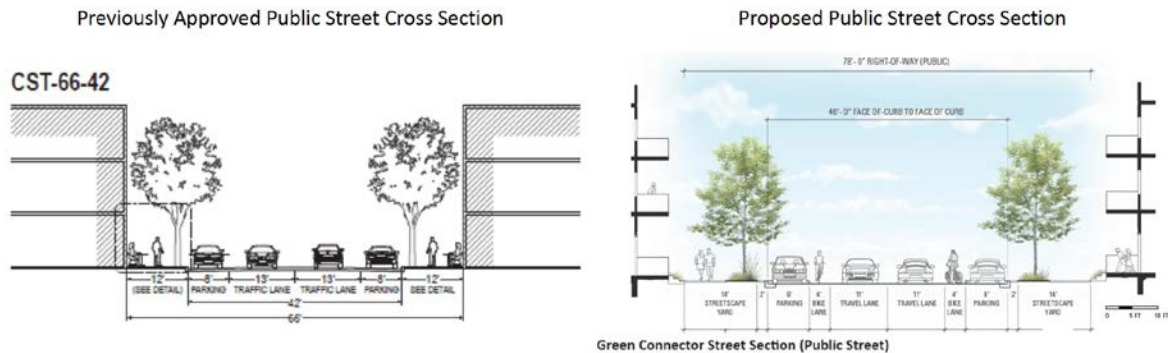 Previously Approved Public Street Cross Section
Proposed Public Street Cross Section
CST-66-42
12' 8' 13' 13' 8' 12'
(SEE DETAIL) PARKING TRAFFIC LANE TRAFFIC LANE PARKING SEE DETAIL
42'
66'
78'- 0" RIGHT-OF-WAY (PUBLIC)
46'- 0" FACE OF-CURB TO FACE OF CURB
14' 2' 8' 4' 11' 11' 4' 8' 2' 14'
STREETSCAPE YARD
PARKING
BIKE LANE
TRAVEL LANE
TRAVEL LANE
BIKE LANE
PARKING
STREETSCAPE YARD
0 5 FT 10 FT
Green Connector Street Section (Public Street)